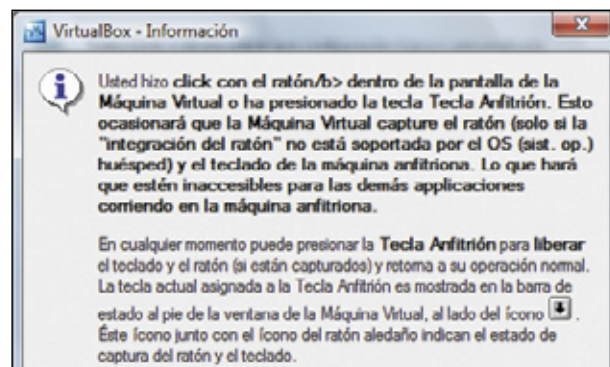 VirtualBox - Información
Usted hizo click con el ratón/b> dentro de la pantalla de la
Máquina Virtual o ha presionado la tecla Tecla Anfitrión. Esto
ocasionará que la Máquina Virtual capture el ratón (solo si la
"integración del ratón" no está soportada por el OS (sist. op.)
huésped) y el teclado de la máquina anfitriona. Lo que hará
que estén inaccesibles para las demás applicaciones
corriendo en la máquina anfitriona.
En cualquier momento puede presionar la Tecla Anfitrión para liberar
el teclado y el ratón (si están capturados) y retorna a su operación normal.
La tecla actual asignada a la Tecla Anfitrión es mostrada en la barra de
estado al pie de la ventana de la Máquina Virtual, al lado del ícono .
Éste ícono junto con el ícono del ratón aledaño indican el estado de
captura del ratón y el teclado.